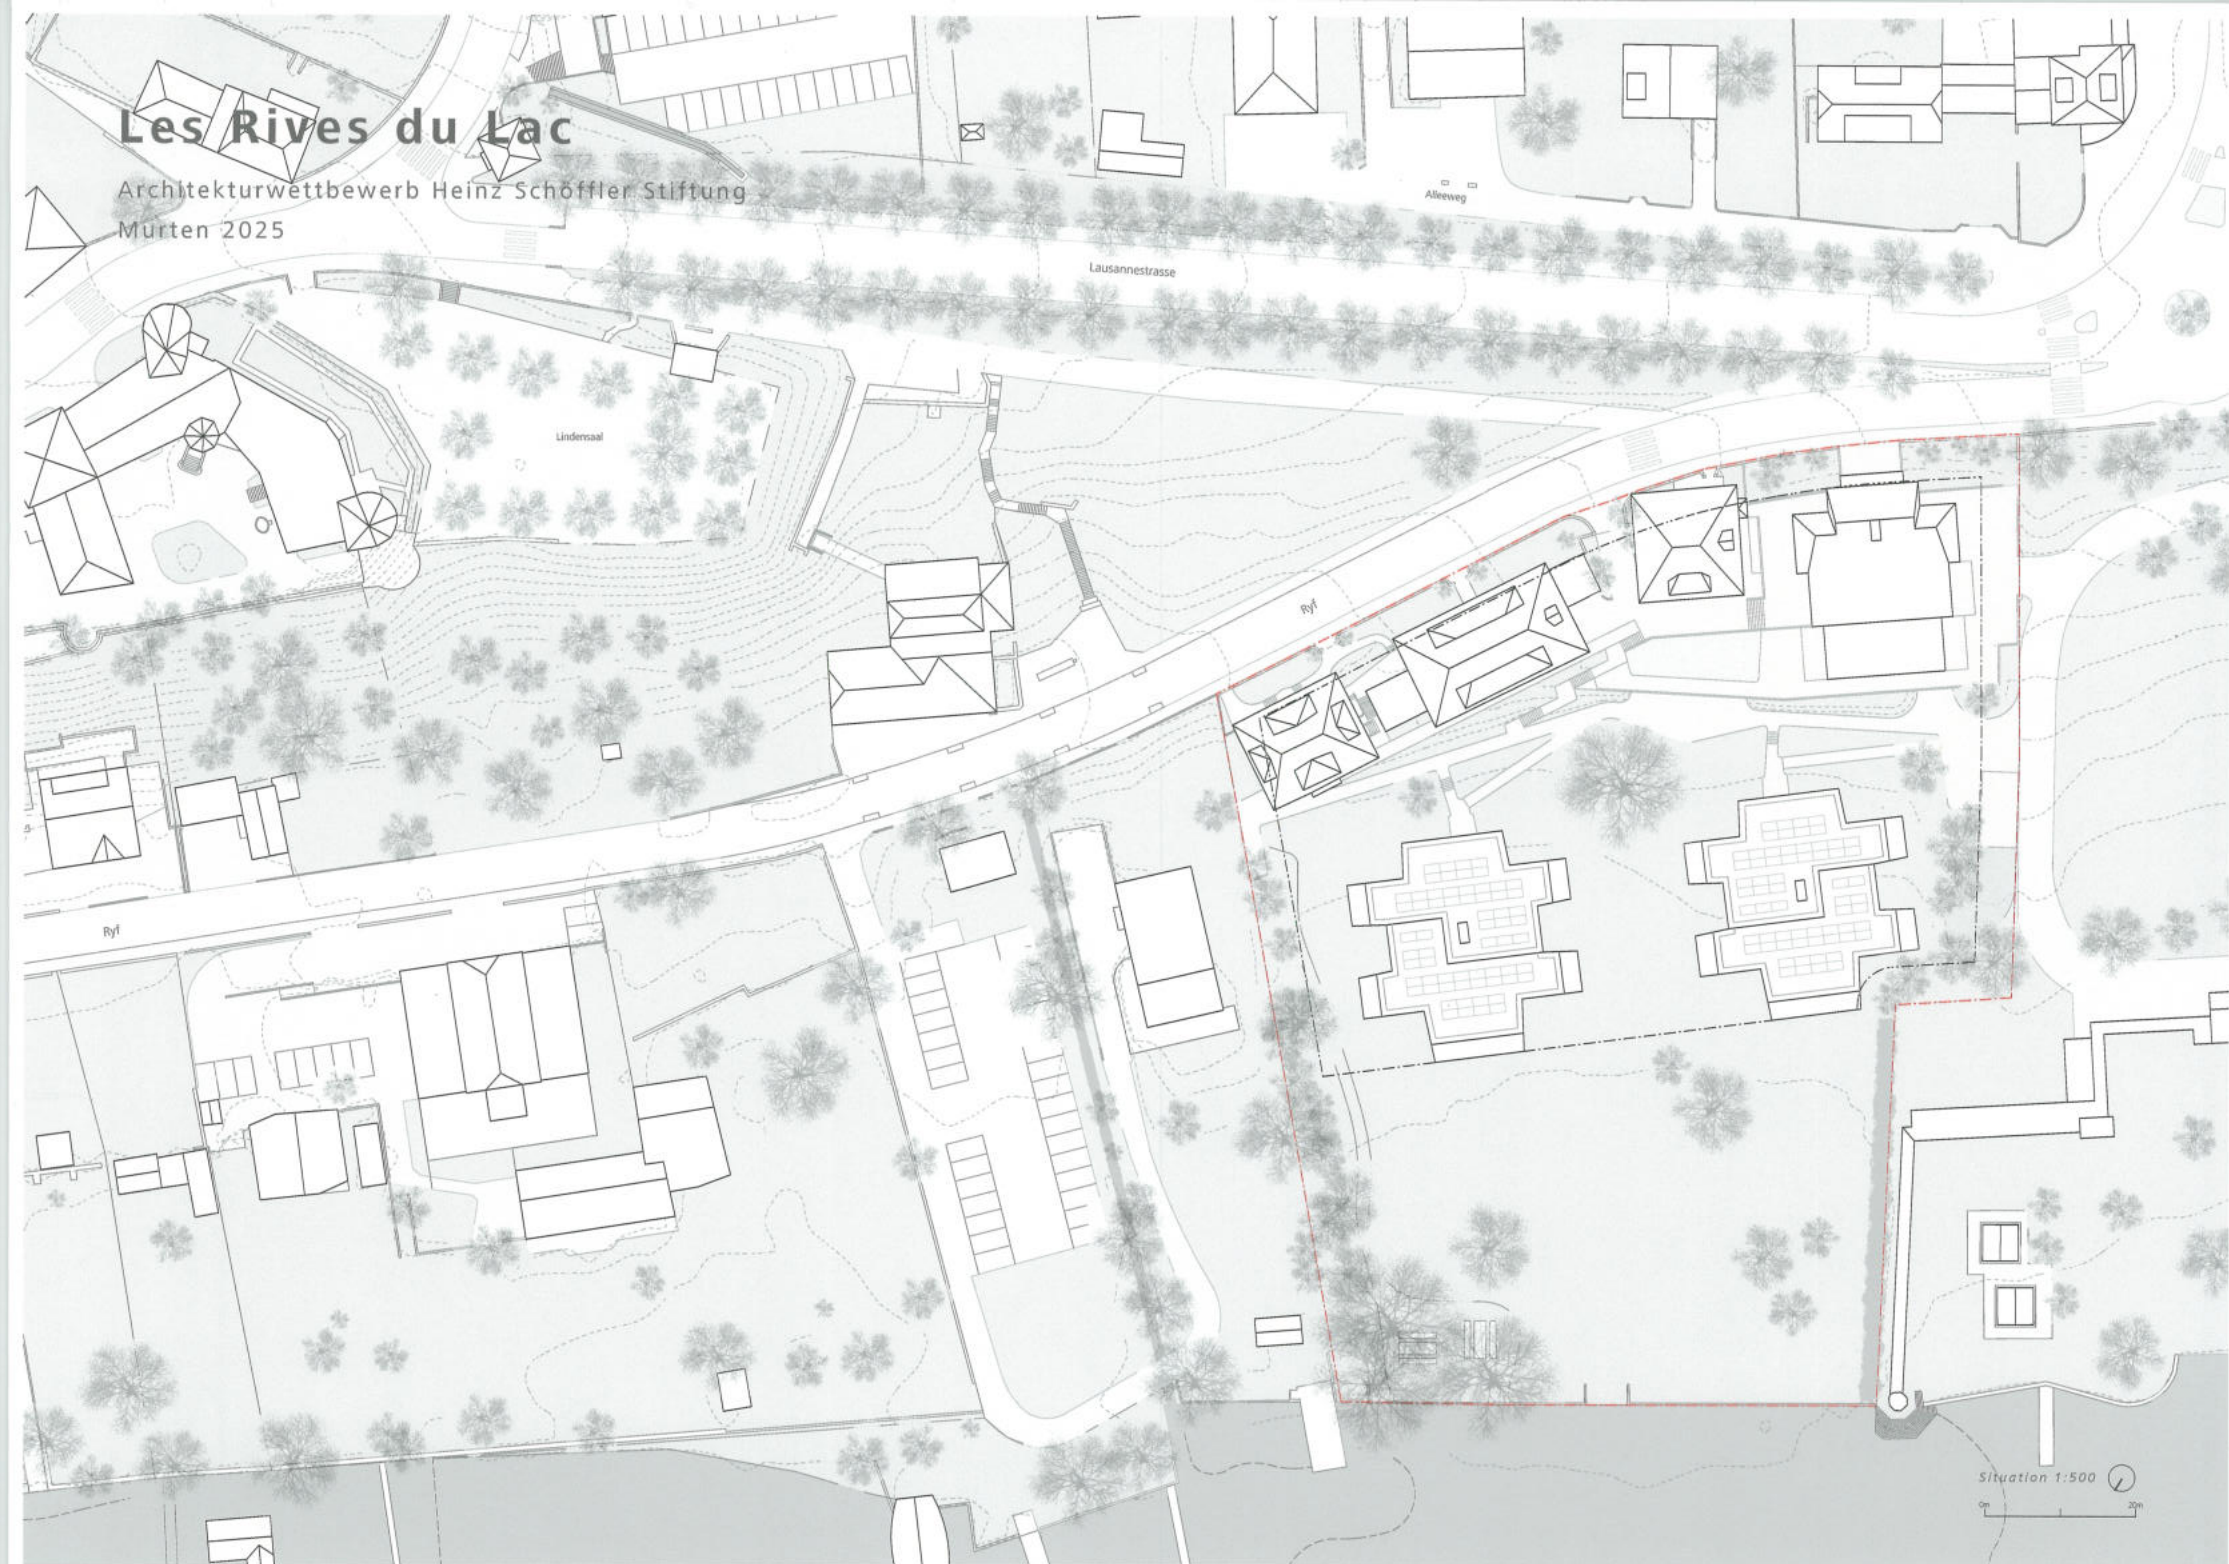 Les Rives du Lac
Architekturwettbewerb Heinz Schöffler Stiftung
Murten 2025
Alleeweg
Lausannestrasse
Lindensaal
Ryf
Ryf
Situation 1:500
0m 20m